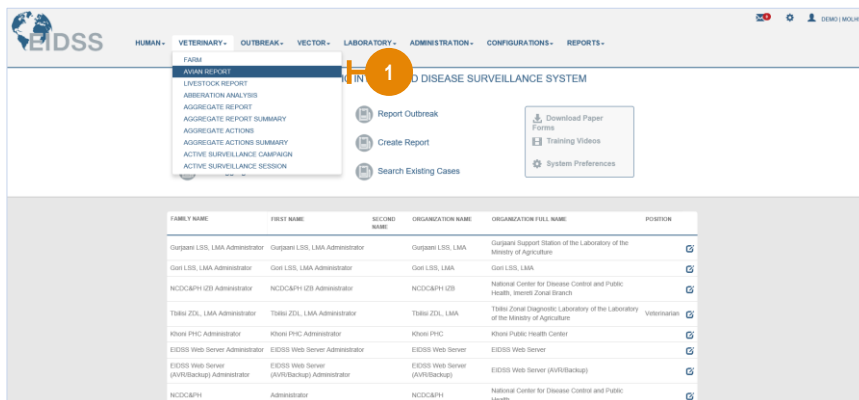 EIDSS
HUMAN VETERINARY OUTBREAK VECTOR LABORATORY ADMINISTRATION CONFIGURATIONS REPORTS
DEMO | MOLH
FARM
AVIAN REPORT
LIVESTOCK REPORT
ABBERATION ANALYSIS
AGGREGATE REPORT
AGGREGATE REPORT SUMMARY
AGGREGATE ACTIONS
AGGREGATE ACTIONS SUMMARY
ACTIVE SURVEILLANCE CAMPAIGN
ACTIVE SURVEILLANCE SESSION
1
D DISEASE SURVEILLANCE SYSTEM
Report Outbreak
Create Report
Search Existing Cases
Download Paper
Forms
Training Videos
System Preferences
FAMILY NAME FIRST NAME SECOND NAME ORGANIZATION NAME ORGANIZATION FULL NAME POSITION
Gurjaani LSS, LMA Administrator Gurjaani LSS, LMA Administrator Gurjaani LSS, LMA Gurjaani Support Station of the Laboratory of the
Ministry of Agriculture
Gori LSS, LMA Administrator Gori LSS, LMA Administrator Gori LSS, LMA Gori LSS, LMA
NCDC&PH IZB Administrator NCDC&PH IZB Administrator NCDC&PH IZB National Center for Disease Control and Public
Health, Imereti Zonal Branch
Tbilisi ZDL, LMA Administrator Tbilisi ZDL, LMA Administrator Tbilisi ZDL, LMA Tbilisi Zonal Diagnostic Laboratory of the Laboratory Veterinarian
of the Ministry of Agriculture
Khoni PHC Administrator Khoni PHC Administrator Khoni PHC Khoni Public Health Center
EIDSS Web Server Administrator EIDSS Web Server Administrator EIDSS Web Server EIDSS Web Server
EIDSS Web Server EIDSS Web Server EIDSS Web Server EIDSS Web Server (AVR/Backup)
(AVR/Backup) Administrator (AVR/Backup) Administrator (AVR/Backup)
NCDC&PH Administrator NCDC&PH National Center for Disease Control and Public
Health